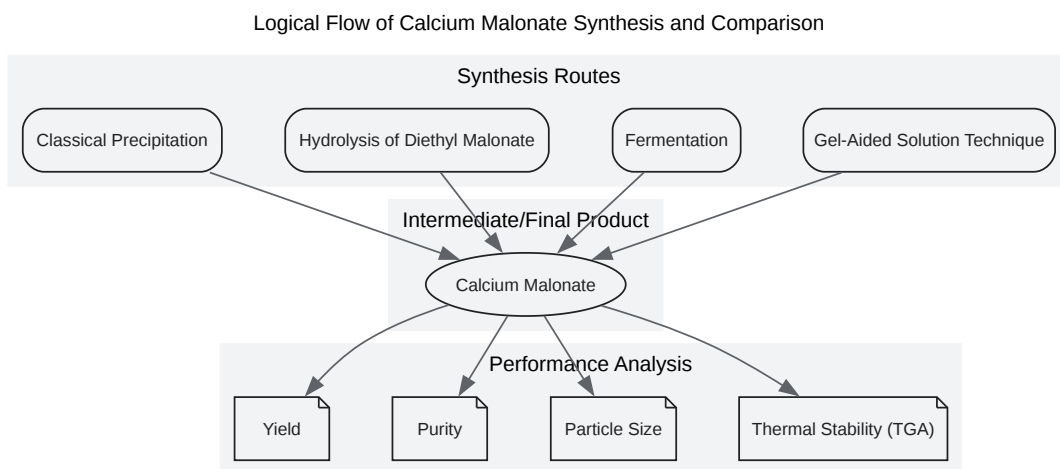 Logical Flow of Calcium Malonate Synthesis and Comparison
Synthesis Routes
Classical Precipitation
Hydrolysis of Diethyl Malonate
Fermentation
Gel-Aided Solution Technique
Intermediate/Final Product
Calcium Malonate
Performance Analysis
Yield
Purity
Particle Size
Thermal Stability (TGA)